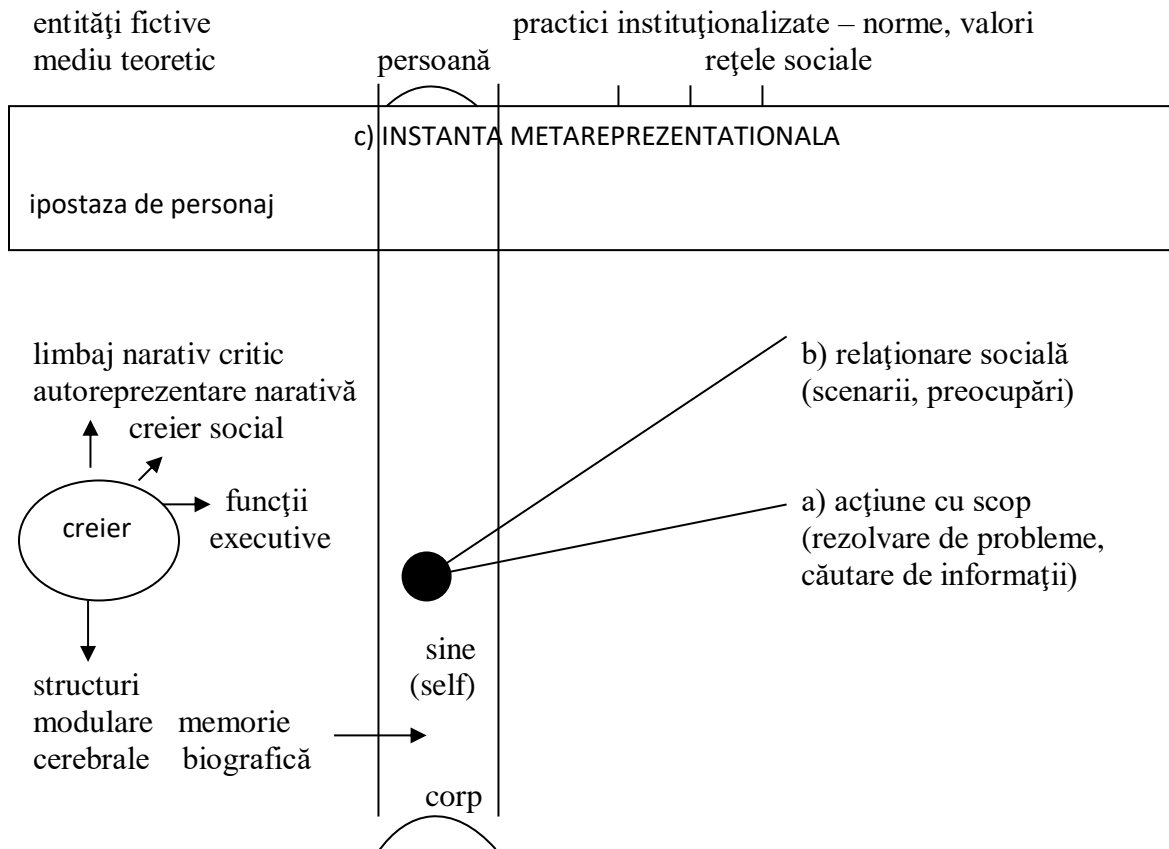 entităţi fictive
practici instituţionalizate – norme, valori
mediu teoretic
persoană
reţele sociale
c) INSTANTA METAREPREZENTATIONALA
ipostaza de personaj
limbaj narativ critic
autoreprezentare narativă
creier social
funcţii
executive
creier
b) relaţionare socială
(scenarii, preocupări)
a) acţiune cu scop
(rezolvare de probleme,
căutare de informaţii)
sine
(self)
structuri
modulare memorie
cerebrale biografică
corp